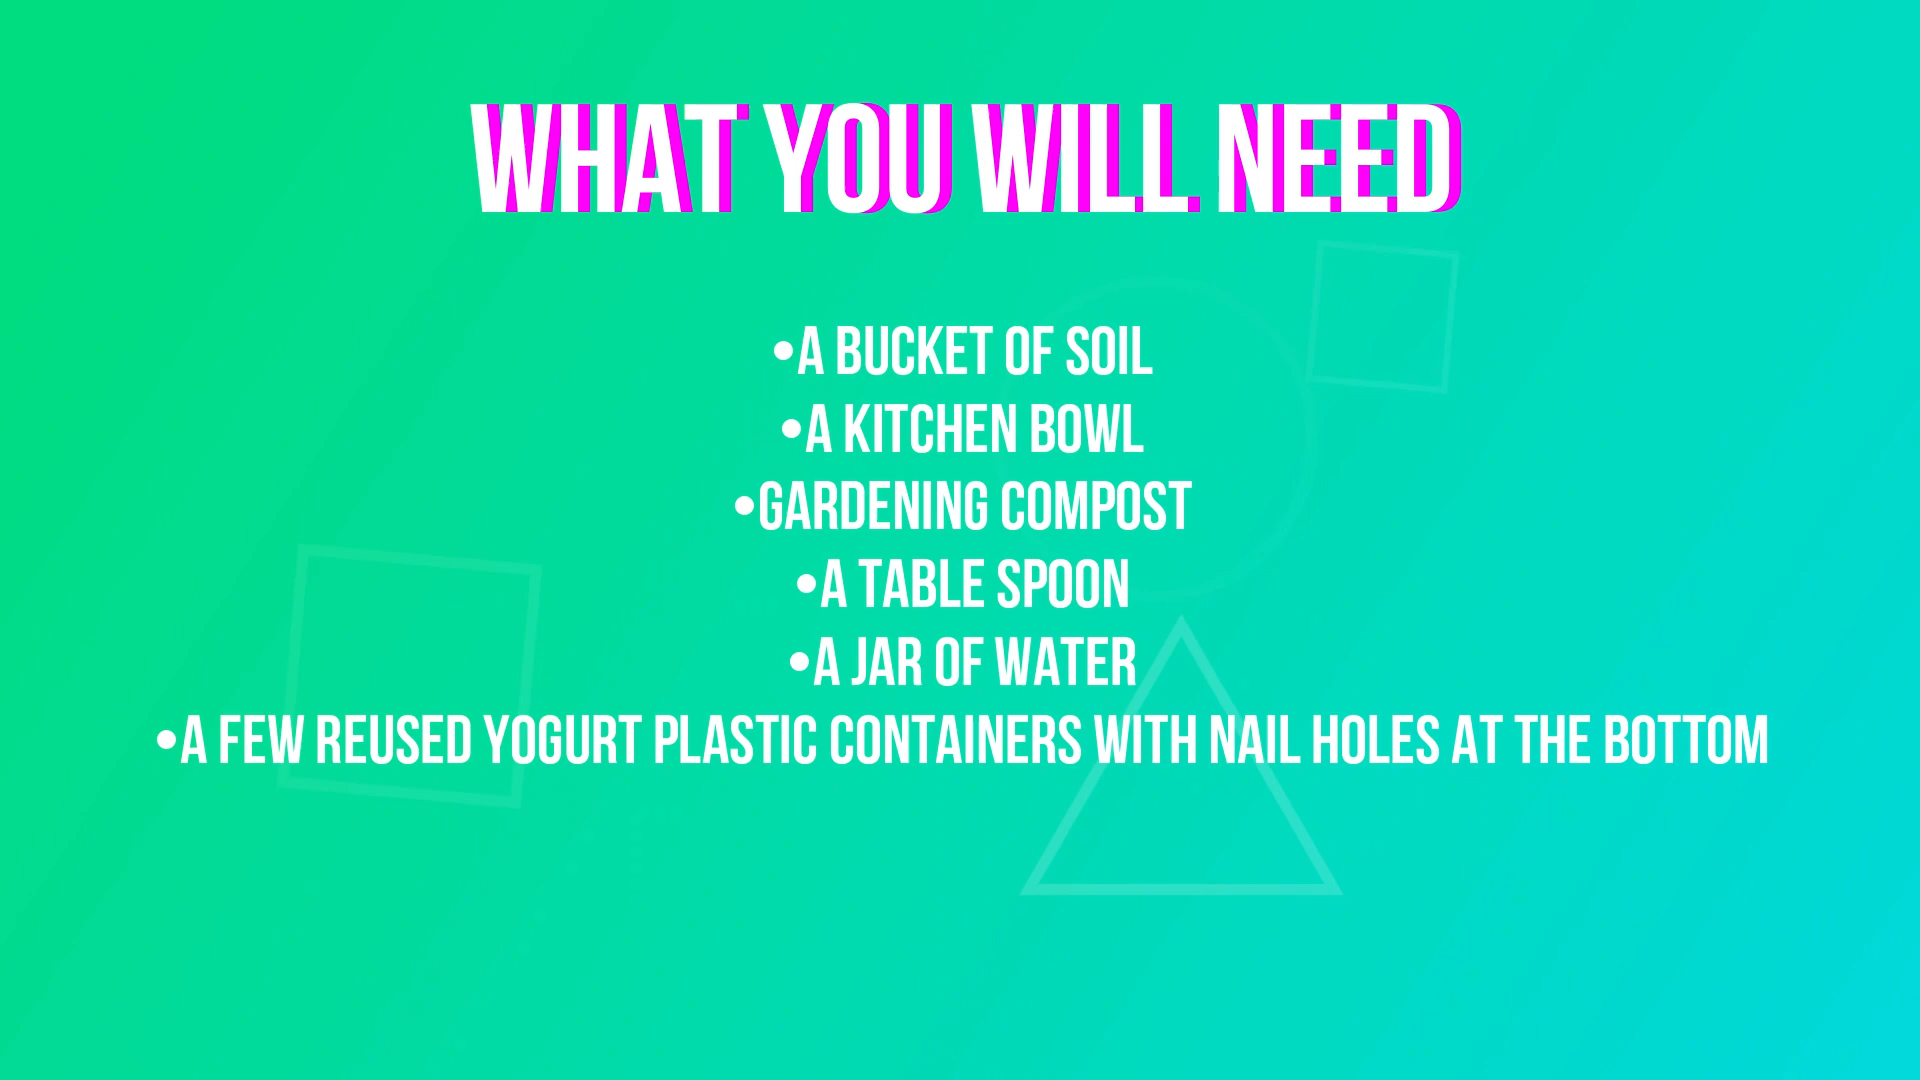 WHAT YOU WILL NEED
•A BUCKET OF SOIL
•A KITCHEN BOWL
•GARDENING COMPOST
•A TABLE SPOON
•A JAR OF WATER
•A FEW REUSED YOGURT PLASTIC CONTAINERS WITH NAIL HOLES AT THE BOTTOM